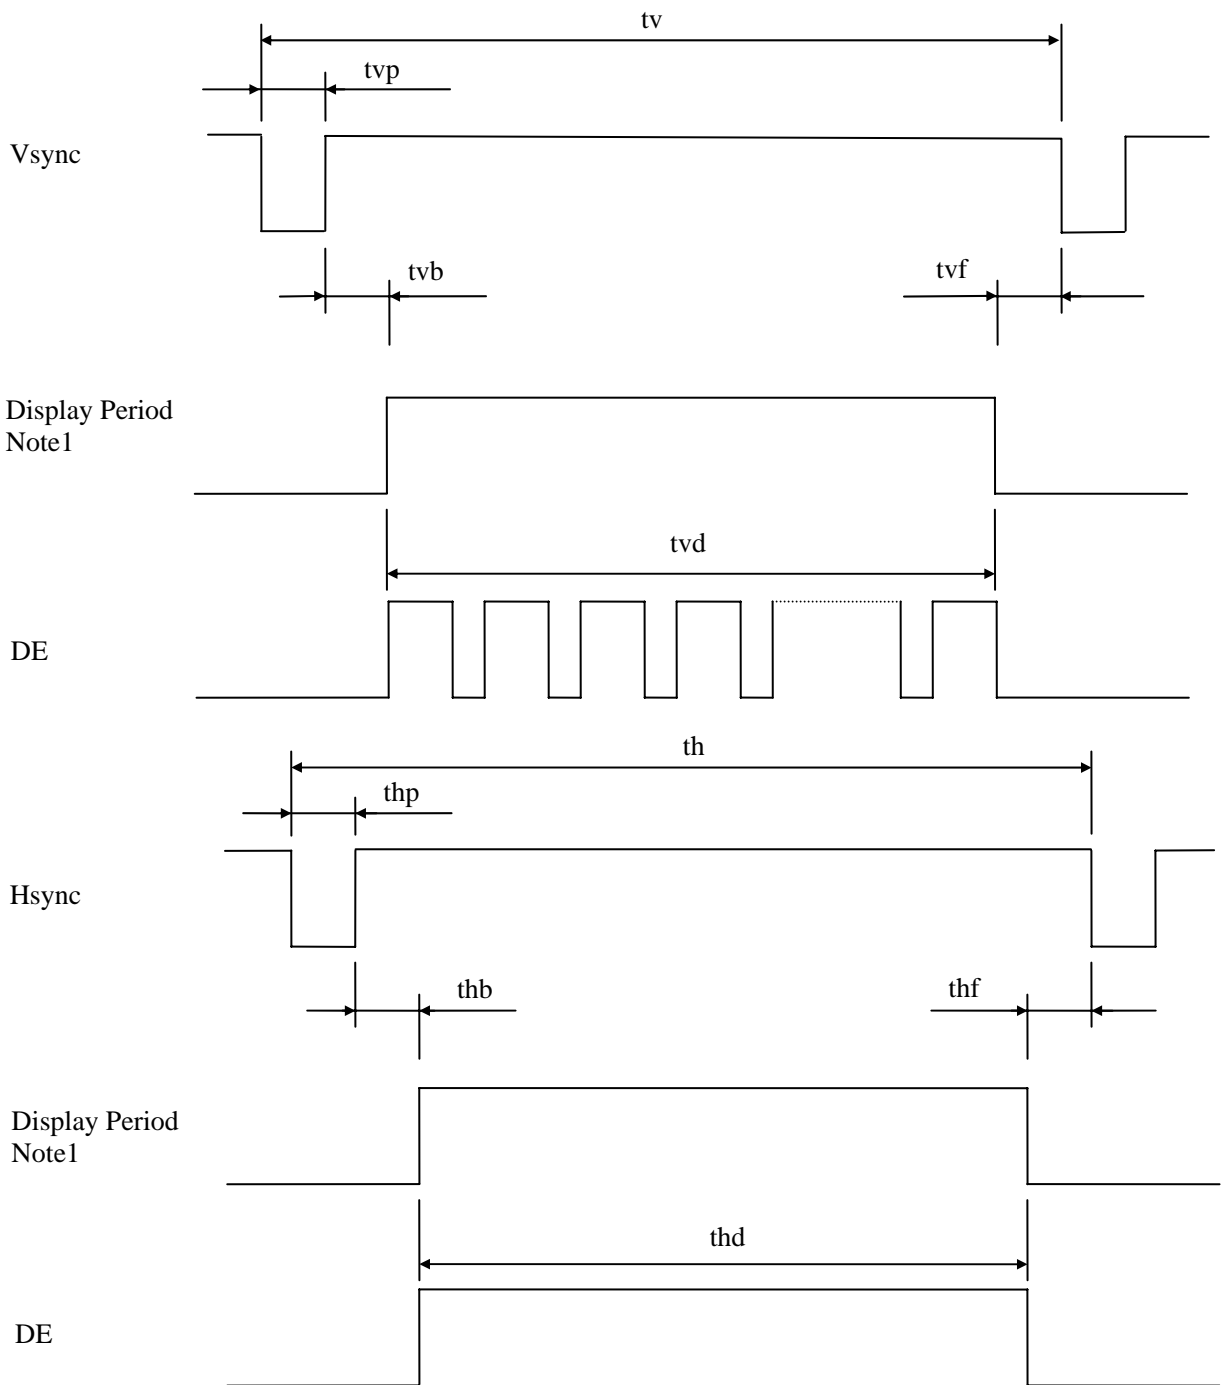 tv
tvp
Vsync
tvb
tvf
Display Period
Note1
tvd
DE
th
thp
Hsync
thb
thf
Display Period
Note1
thd
DE